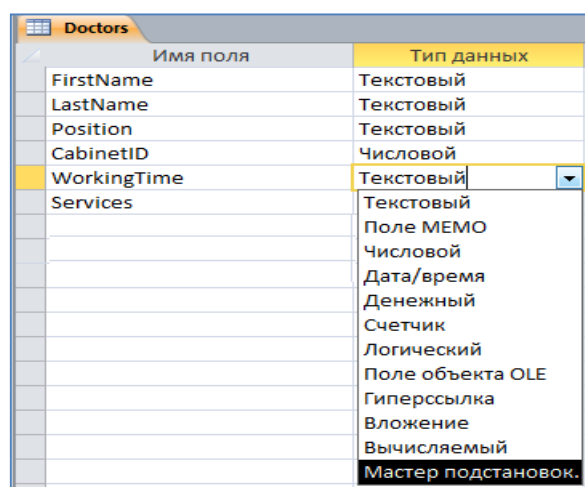 Doctors
Имя поля Тип данных
FirstName Текстовый
LastName Текстовый
Position Текстовый
CabinetID Числовой
WorkingTime Текстовый
Services Текстовый
Поле МЕМО
Числовой
Дата/время
Денежный
Счетчик
Логический
Поле объекта OLE
Гиперссылка
Вложение
Вычисляемый
Мастер подстановок.